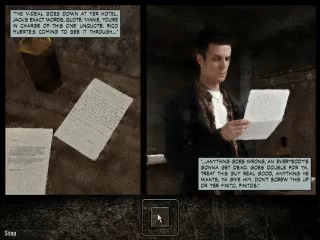 "THE V-DEAL GOES DOWN AT YER HOTEL.
JACK'S EXACT WORDS, QUOTE: 'VINNIE, YOU'RE
IN CHARGE OF THIS ONE' UNQUOTE. RICO
MUERTE'S COMING TO SEE IT THROUGH..."
"...ANYTHING GOES WRONG, AN' EVERYBODY'S
GONNA GET DEAD. GOES DOUBLE FOR YA.
TREAT THIS GUY REAL GOOD, ANYTHING HE
WANTS, YA GIVE HIM. DON'T SCREW THIS UP
OR YER FINITO, FINITOS."
Stop